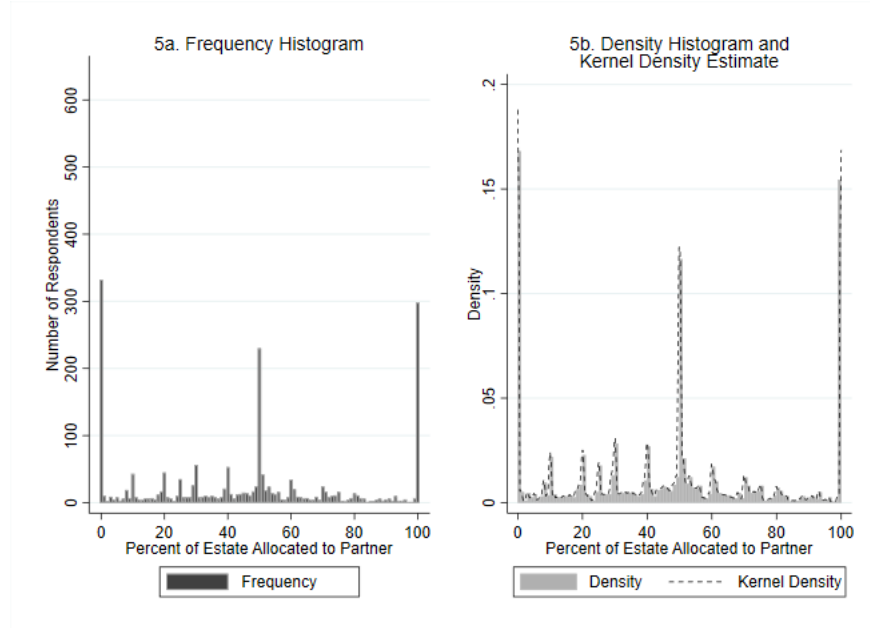 5a. Frequency Histogram
Number of Respondents
600
500
400
300
200
100
0
0 20 40 60 80 100
Percent of Estate Allocated to Partner
Frequency
5b. Density Histogram and
Kernel Density Estimate
Density
.2
.15
.1
.05
0
0 20 40 60 80 100
Percent of Estate Allocated to Partner
Density Kernel Density